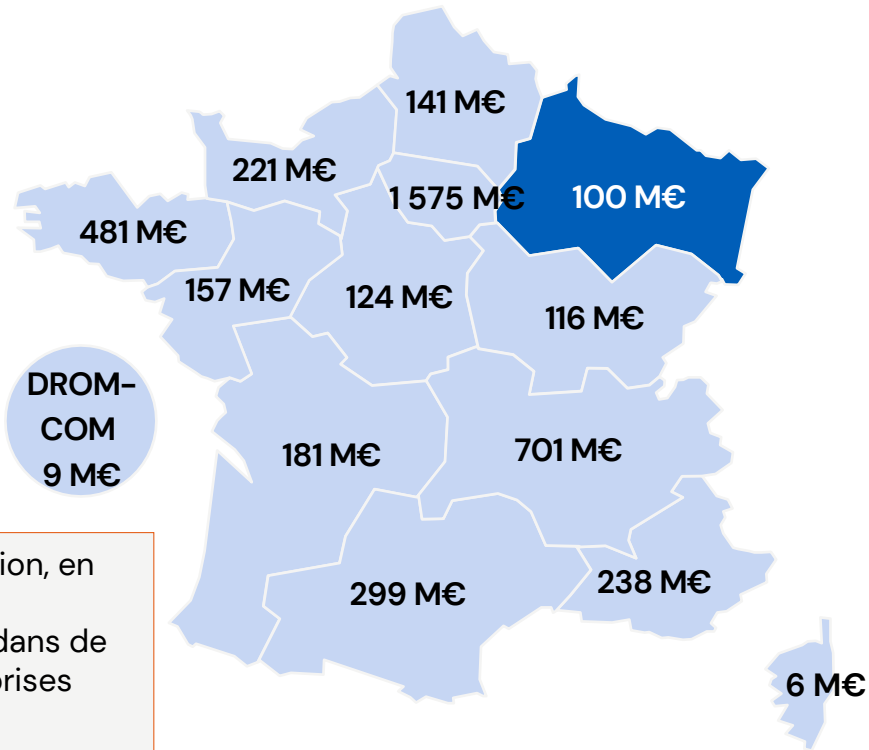 141 M€
221 M€
1 575 M€
100 M€
481 M€
157 M€
124 M€
116 M€
DROM-
COM
9 M€
181 M€
701 M€
ion, en
299 M€
238 M€
dans de
prises
6 M€